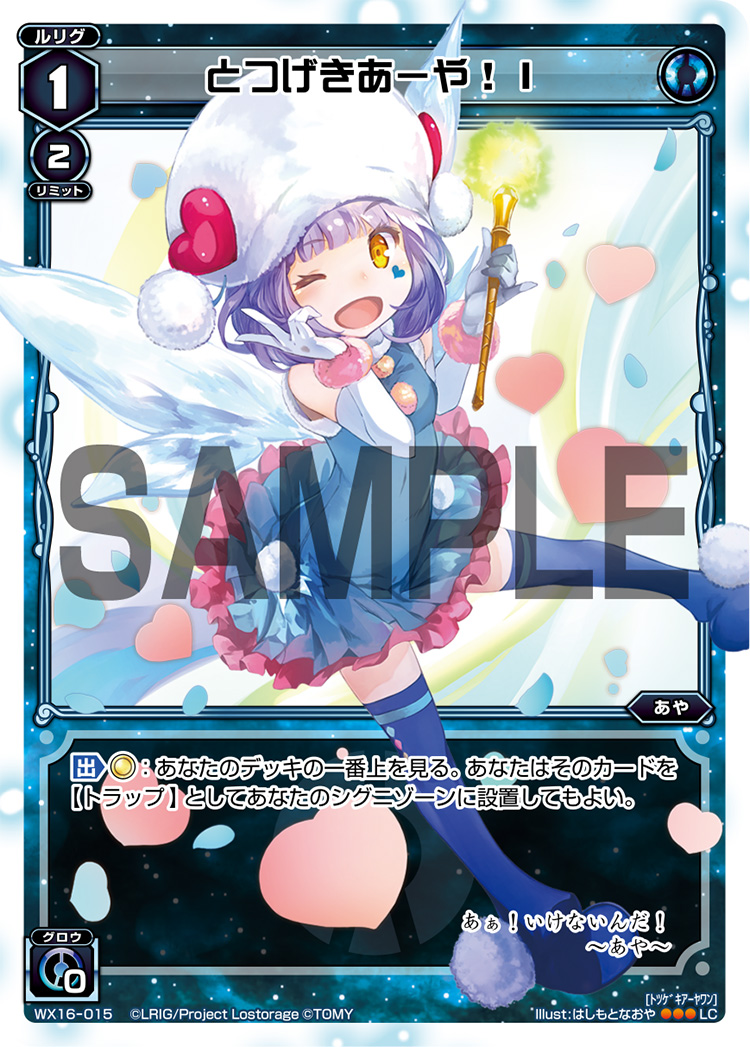 ルリグ
1
とつげきあーや！Ⅰ
2
リミット
SAMPLE
あや
出：あなたのデッキの一番上を見る。あなたはそのカードを
【トラップ】としてあなたのシグニゾーンに設置してもよい。
あぁ！いけないんだ！
～あや～
グロウ
0
[トツゲキアーヤワン]
WX16-015 ©LRIG/Project Lostorage ©TOMY Illust:はしもとなおや LC